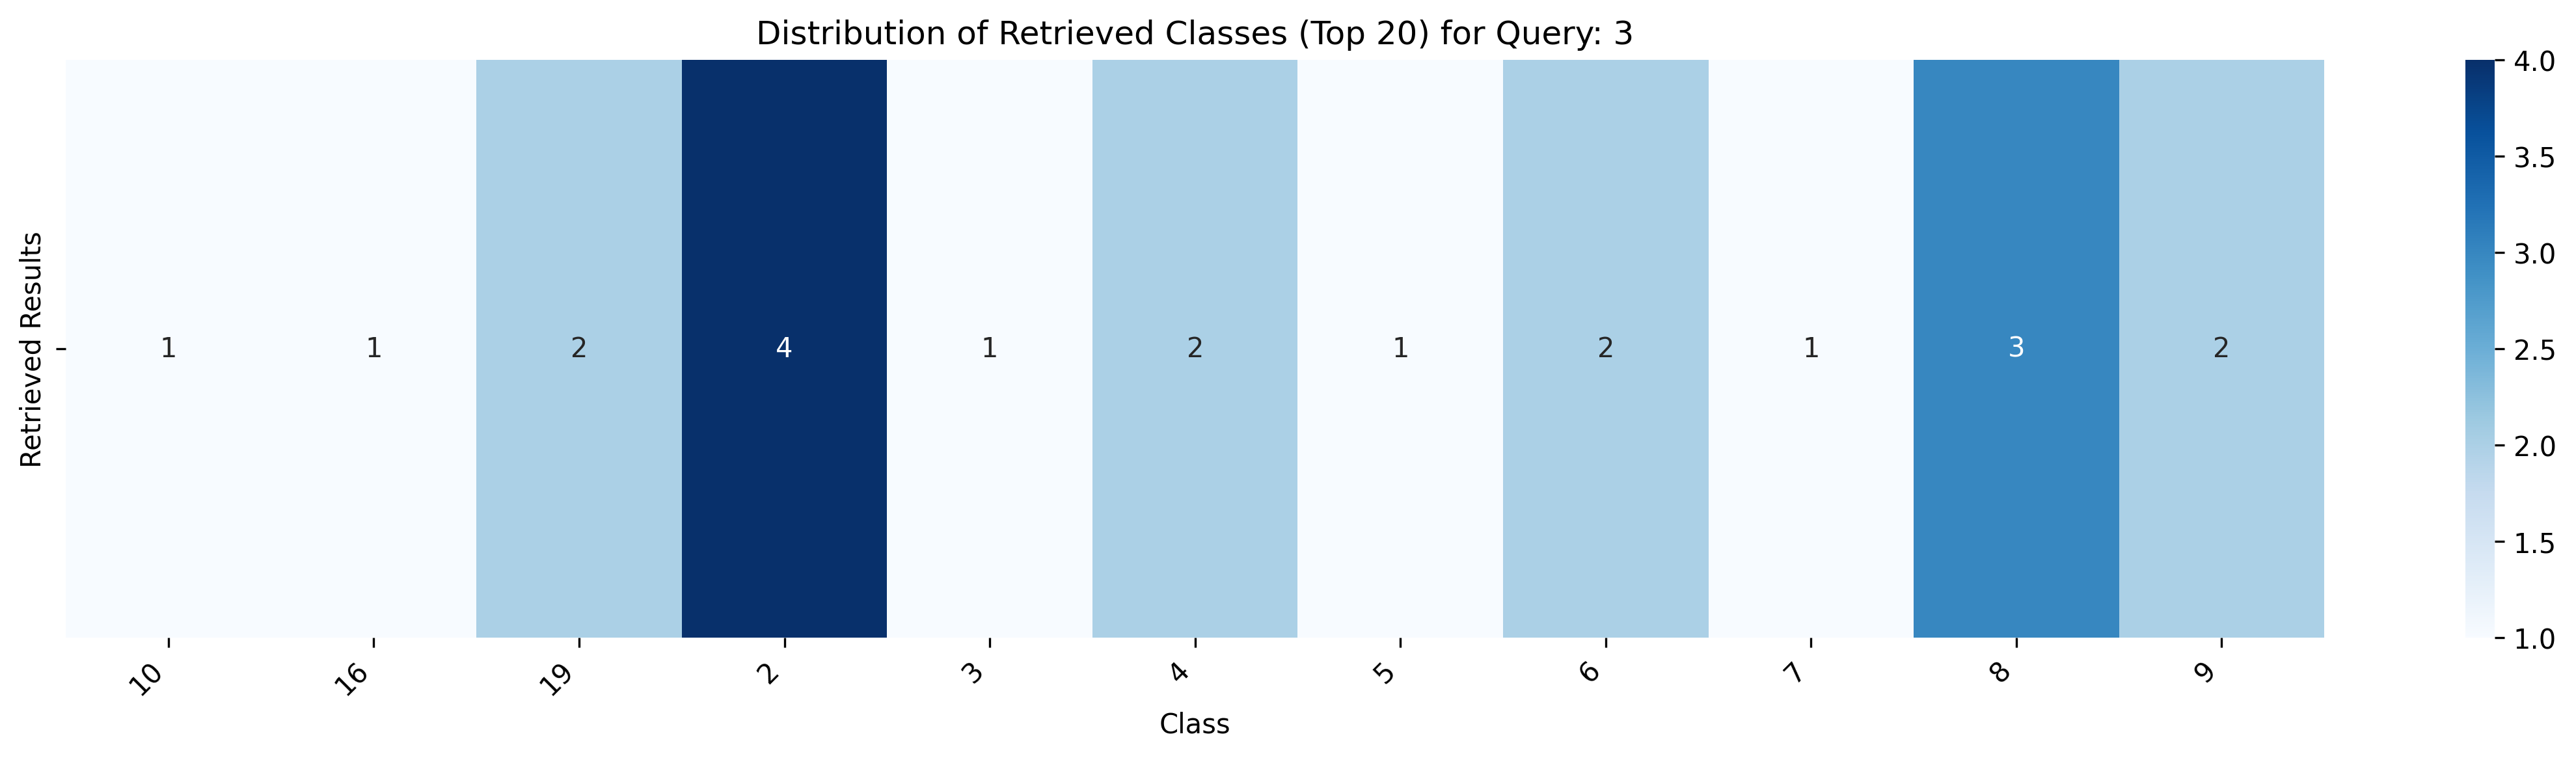 Distribution of Retrieved Classes (Top 20) for Query: 3
Retrieved Results
1 1 2 4 1 2 1 2 1 3 2
10 16 19 2 3 4 5 6 7 8 9
Class
4.0
3.5
3.0
2.5
2.0
1.5
1.0